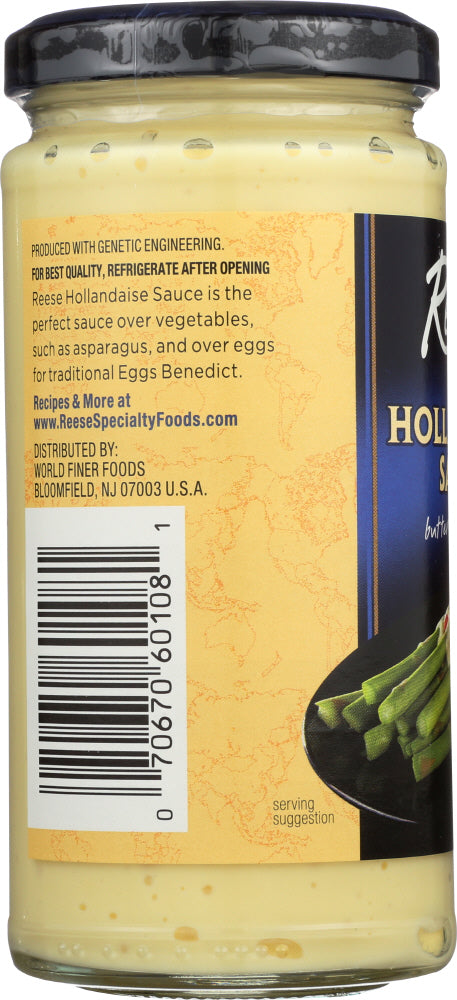 PRODUCED WITH GENETIC ENGINEERING.
FOR BEST QUALITY, REFRIGERATE AFTER OPENING
Reese Hollandaise Sauce is the
perfect sauce over vegetables,
such as asparagus, and over eggs
for traditional Eggs Benedict.
Recipes & More at
www.ReeseSpecialtyFoods.com
DISTRIBUTED BY:
WORLD FINER FOODS
BLOOMFIELD, NJ 07003 U.S.A.
0 70670 60108 1
serving
suggestion